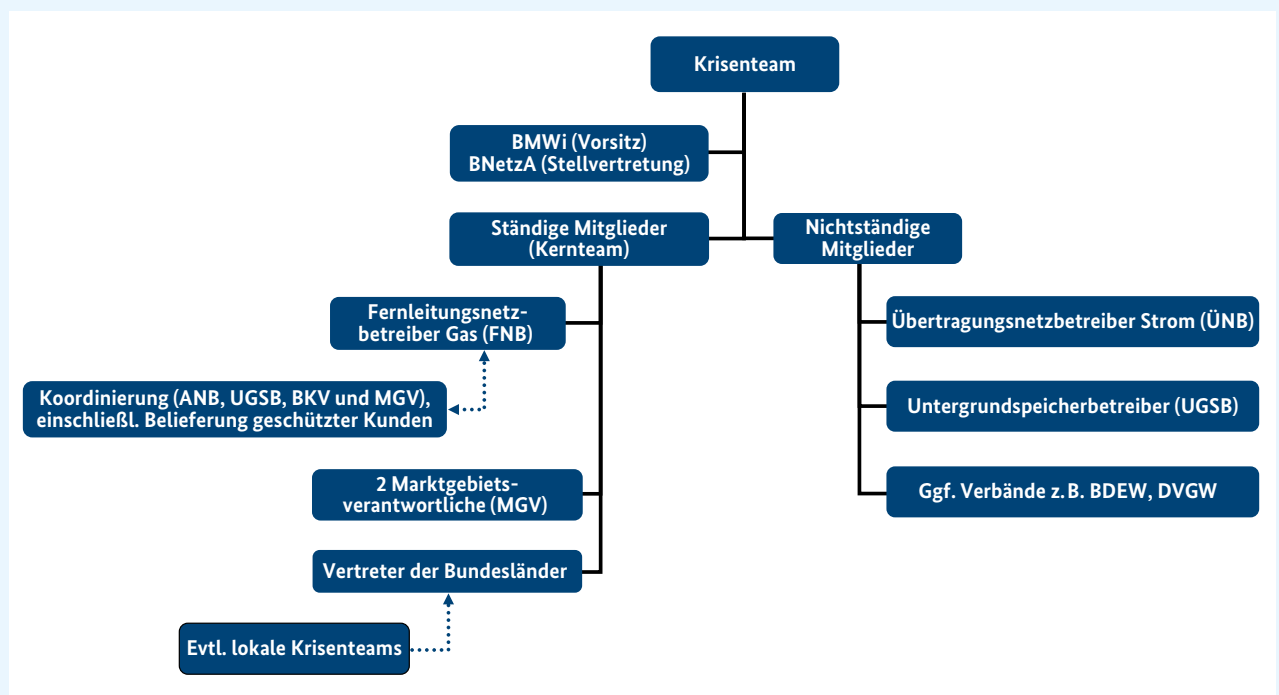 Krisenteam
BMWi (Vorsitz)
BNetzA (Stellvertretung)
Ständige Mitglieder
(Kernteam)
Nichtständige
Mitglieder
Fernleitungsnetz-
betreiber Gas (FNB)
Koordinierung (ANB, UGSB, BKV und MGV),
einschließl. Belieferung geschützter Kunden
2 Marktgebiets-
verantwortliche (MGV)
Vertreter der Bundesländer
Evtl. lokale Krisenteams
Übertragungsnetzbetreiber Strom (ÜNB)
Untergrundspeicherbetreiber (UGSB)
Ggf. Verbände z. B. BDEW, DVGW